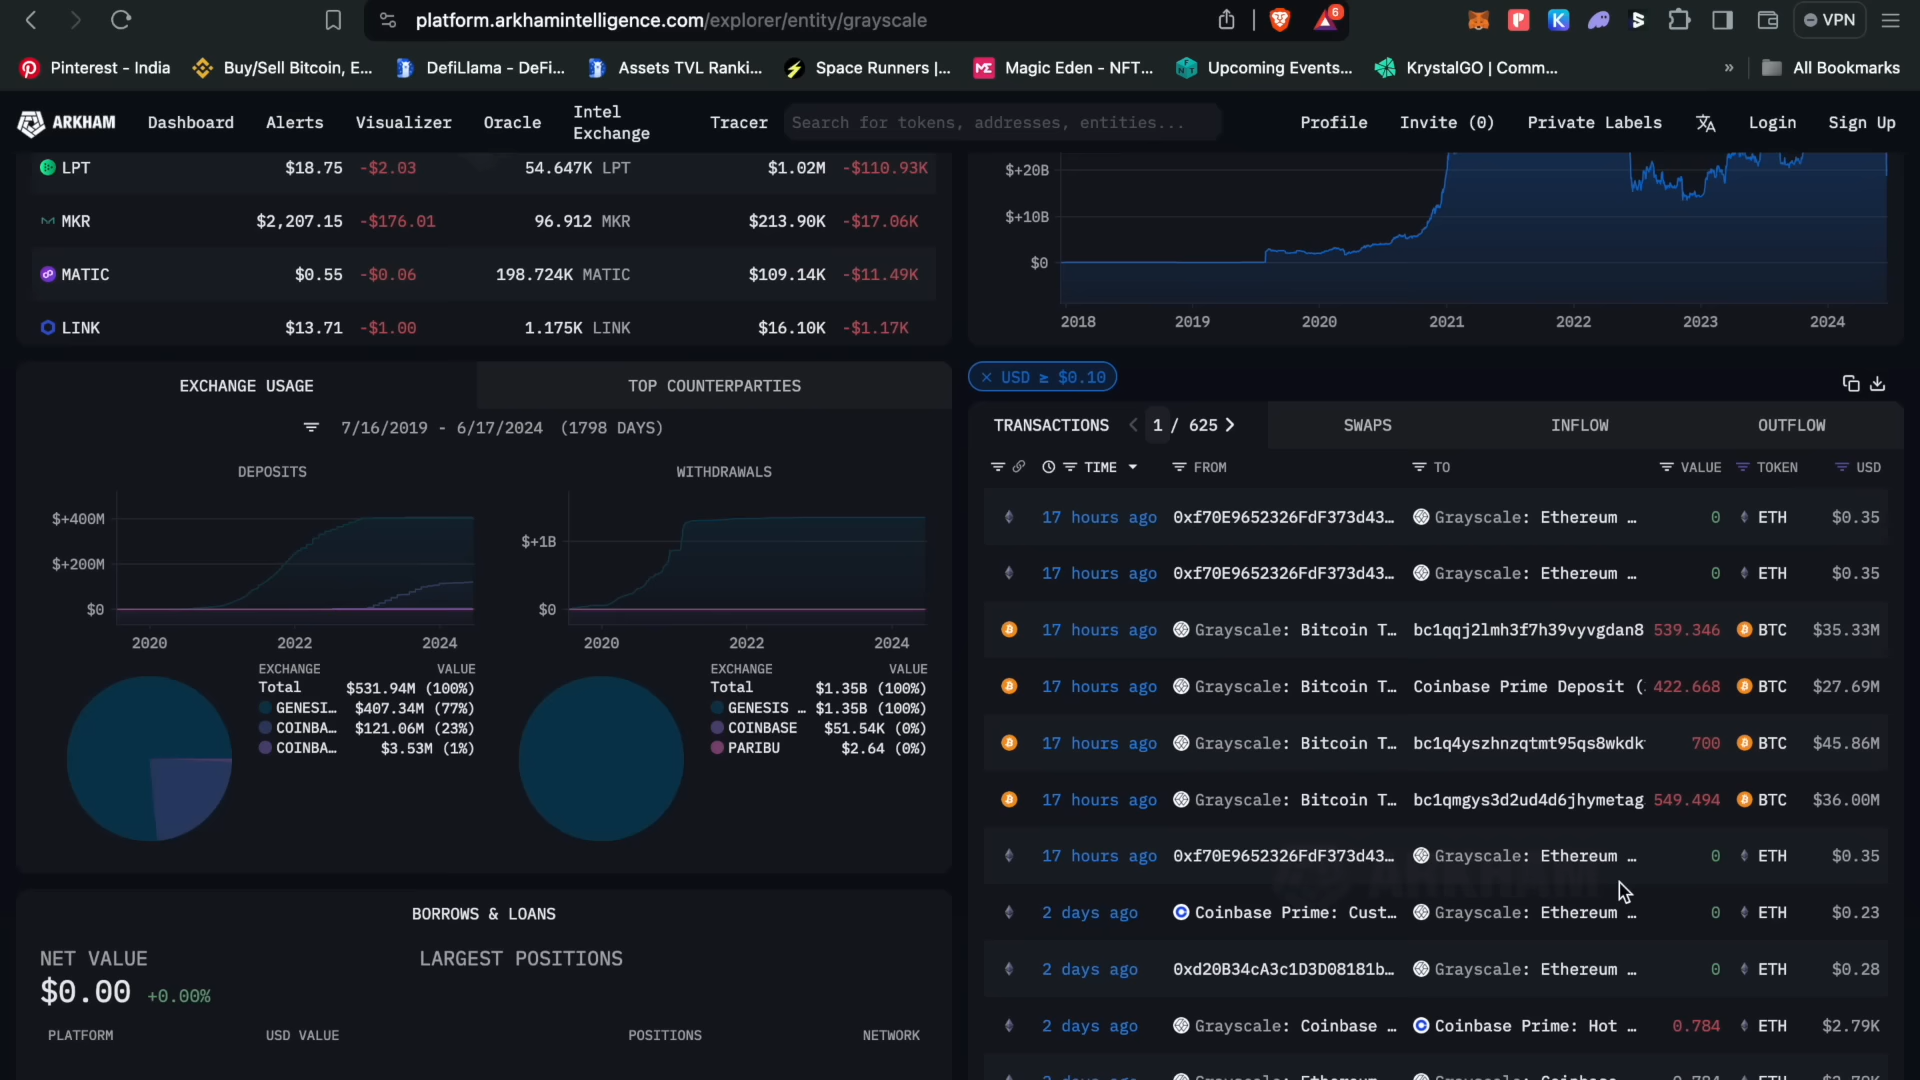 platform.arkhamintelligence.com/explorer/entity/grayscale
6
VPN
Pinterest - India
Buy/Sell Bitcoin, E...
DefiLlama - DeFi...
Assets TVL Ranki...
Space Runners |...
Magic Eden - NFT...
Upcoming Events...
KrystalGO | Comm...
»
All Bookmarks
ARKHAM
Dashboard
Alerts
Visualizer
Oracle
Intel Exchange
Tracer
Search for tokens, addresses, entities...
Profile
Invite (0)
Private Labels
Login
Sign Up
LPT $18.75 -$2.03 54.647K LPT $1.02M -$110.93K
MKR $2,207.15 -$176.01 96.912 MKR $213.90K -$17.06K
MATIC $0.55 -$0.06 198.724K MATIC $109.14K -$11.49K
LINK $13.71 -$1.00 1.175K LINK $16.10K -$1.17K
$+20B
$+10B
$0
2018 2019 2020 2021 2022 2023 2024
EXCHANGE USAGE
TOP COUNTERPARTIES
7/16/2019 - 6/17/2024 (1798 DAYS)
DEPOSITS
$+400M
$+200M
$0
2020 2022 2024
EXCHANGE VALUE
Total $531.94M (100%)
GENESI… $407.34M (77%)
COINBA… $121.06M (23%)
COINBA… $3.53M (1%)
WITHDRAWALS
$+1B
$0
2020 2022 2024
EXCHANGE VALUE
Total $1.35B (100%)
GENESIS … $1.35B (100%)
COINBASE $51.54K (0%)
PARIBU $2.64 (0%)
BORROWS & LOANS
NET VALUE
$0.00 +0.00%
LARGEST POSITIONS
PLATFORM USD VALUE POSITIONS NETWORK
× USD ≥ $0.10
TRANSACTIONS < 1 / 625 >
SWAPS
INFLOW
OUTFLOW
TIME FROM TO VALUE TOKEN USD
17 hours ago 0xf70E9652326FdF373d43… Grayscale: Ethereum … 0 ETH $0.35
17 hours ago 0xf70E9652326FdF373d43… Grayscale: Ethereum … 0 ETH $0.35
17 hours ago Grayscale: Bitcoin T… bc1qqj2lmh3f7h39vyvgdan8 539.346 BTC $35.33M
17 hours ago Grayscale: Bitcoin T… Coinbase Prime Deposit ( 422.668 BTC $27.69M
17 hours ago Grayscale: Bitcoin T… bc1q4yszhnzqtmt95qs8wkdk 700 BTC $45.86M
17 hours ago Grayscale: Bitcoin T… bc1qmgys3d2ud4d6jhymetag 549.494 BTC $36.00M
17 hours ago 0xf70E9652326FdF373d43… Grayscale: Ethereum … 0 ETH $0.35
2 days ago Coinbase Prime: Cust… Grayscale: Ethereum … 0 ETH $0.23
2 days ago 0xd20B34cA3c1D3D08181b… Grayscale: Ethereum … 0 ETH $0.28
2 days ago Grayscale: Coinbase … Coinbase Prime: Hot … 0.784 ETH $2.79K